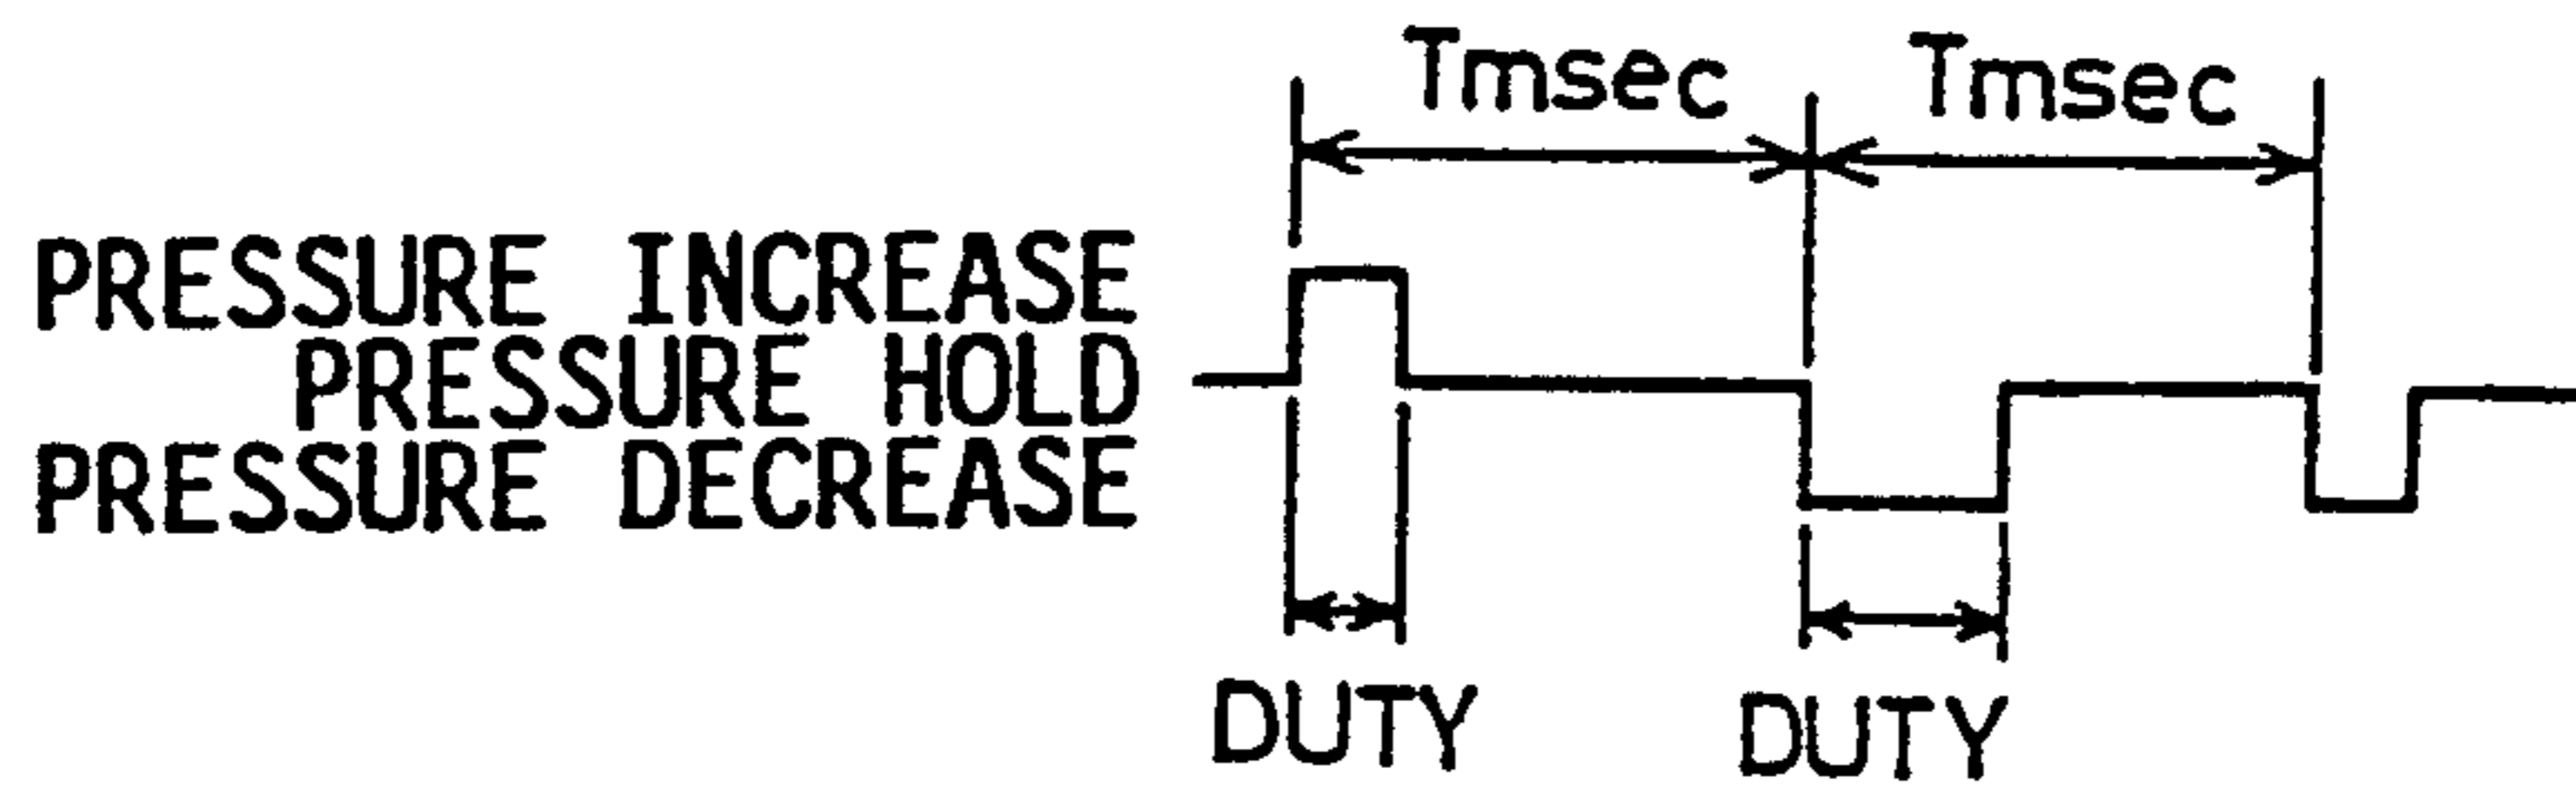 Tmsec Tmsec
PRESSURE INCREASE
PRESSURE HOLD
PRESSURE DECREASE
DUTY DUTY